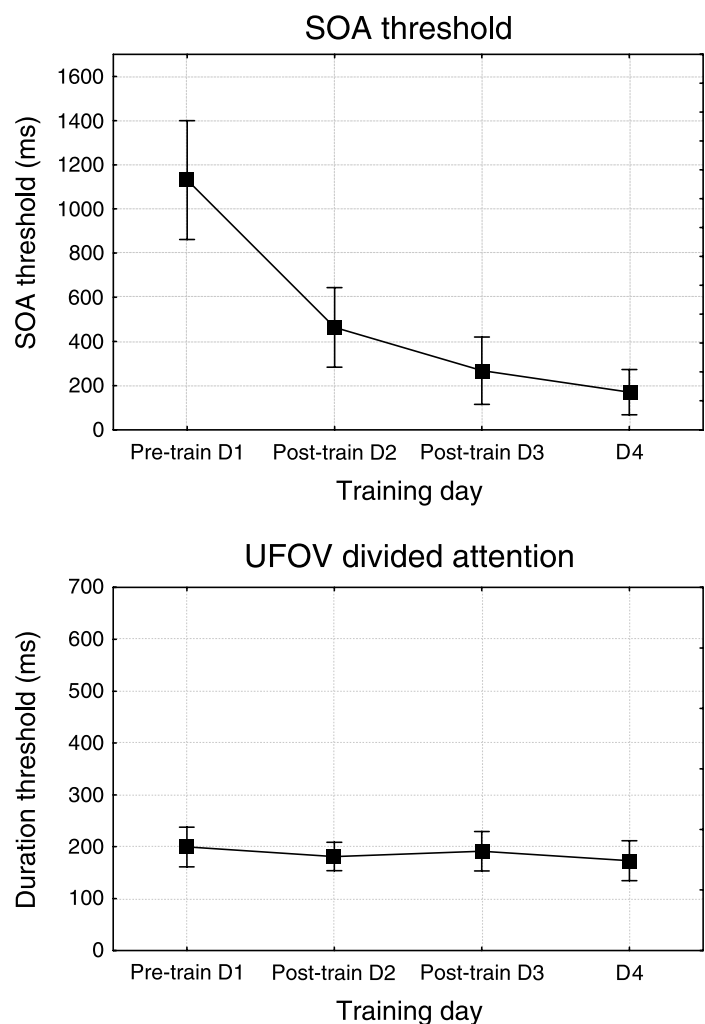 SOA threshold
SOA threshold (ms)
1600
1400
1200
1000
800
600
400
200
0
Pre-train D1 Post-train D2 Post-train D3 D4
Training day
UFOV divided attention
Duration threshold (ms)
700
600
500
400
300
200
100
0
Pre-train D1 Post-train D2 Post-train D3 D4
Training day